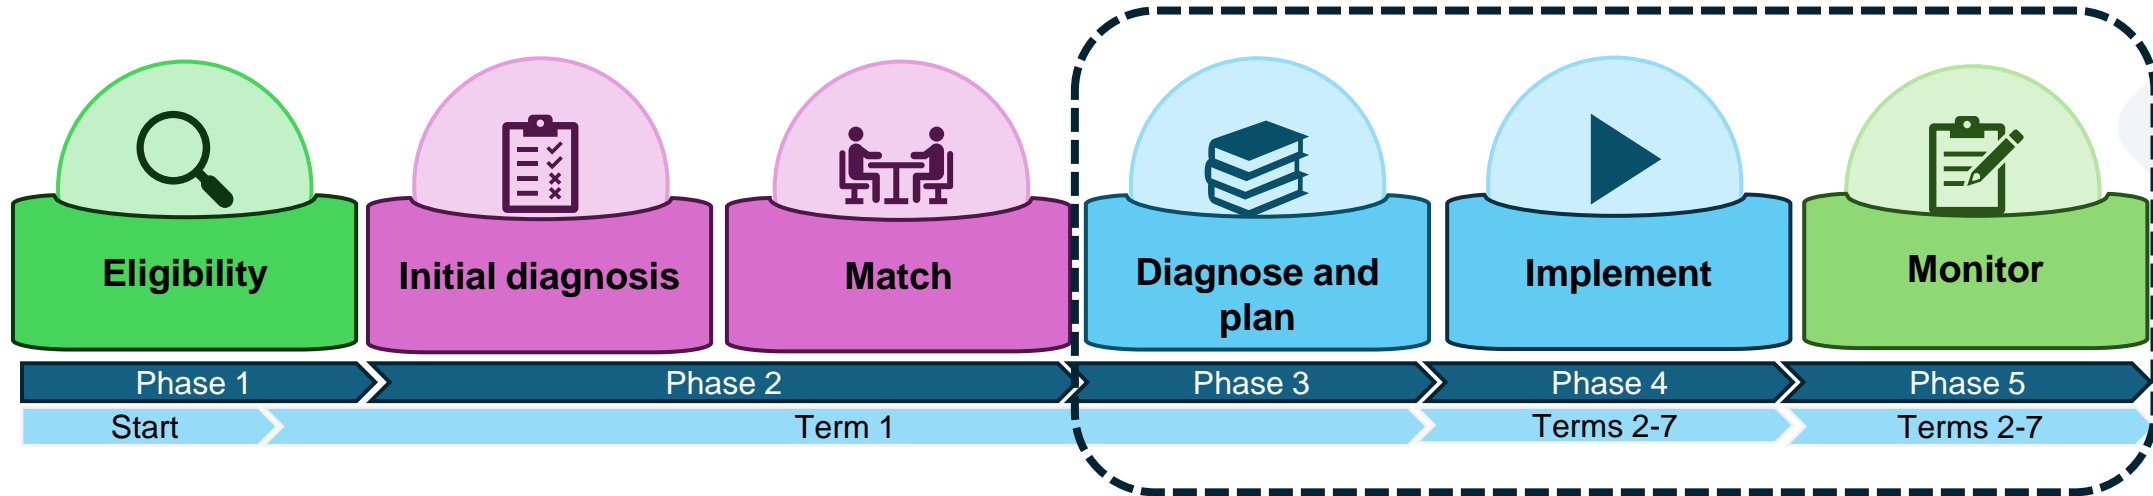 Eligibility
Initial diagnosis
Match
Diagnose and
plan
Implement
Monitor
Phase 1
Phase 2
Phase 3
Phase 4
Phase 5
Start
Term 1
Terms 2-7
Terms 2-7